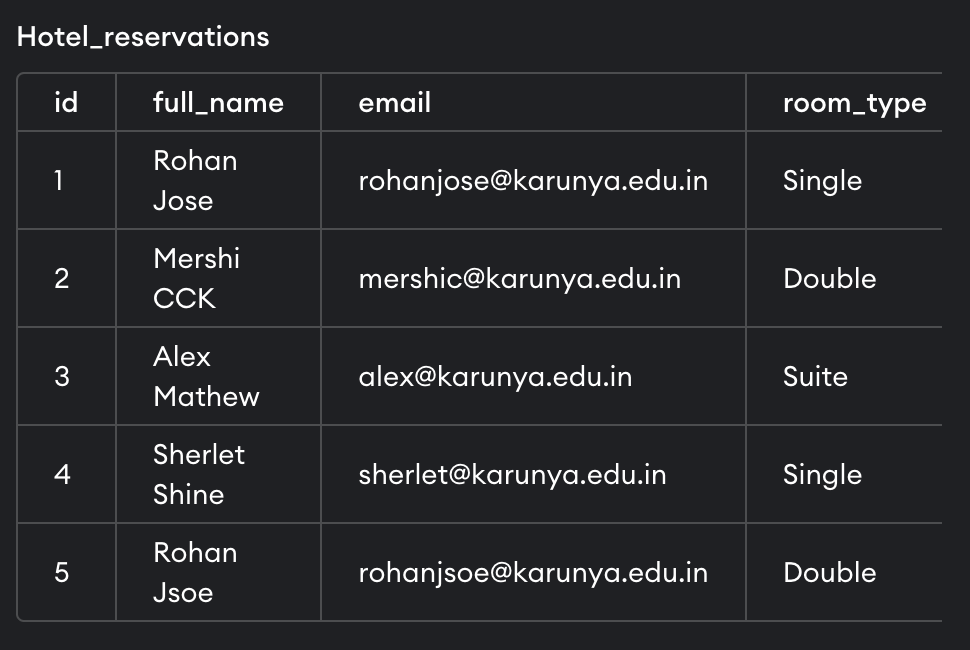 Hotel_reservations
id full_name email room_type
1 Rohan Jose rohanjose@karunya.edu.in Single
2 Mershi CCK mershic@karunya.edu.in Double
3 Alex Mathew alex@karunya.edu.in Suite
4 Sherlet Shine sherlet@karunya.edu.in Single
5 Rohan Jsoe rohanjsoe@karunya.edu.in Double